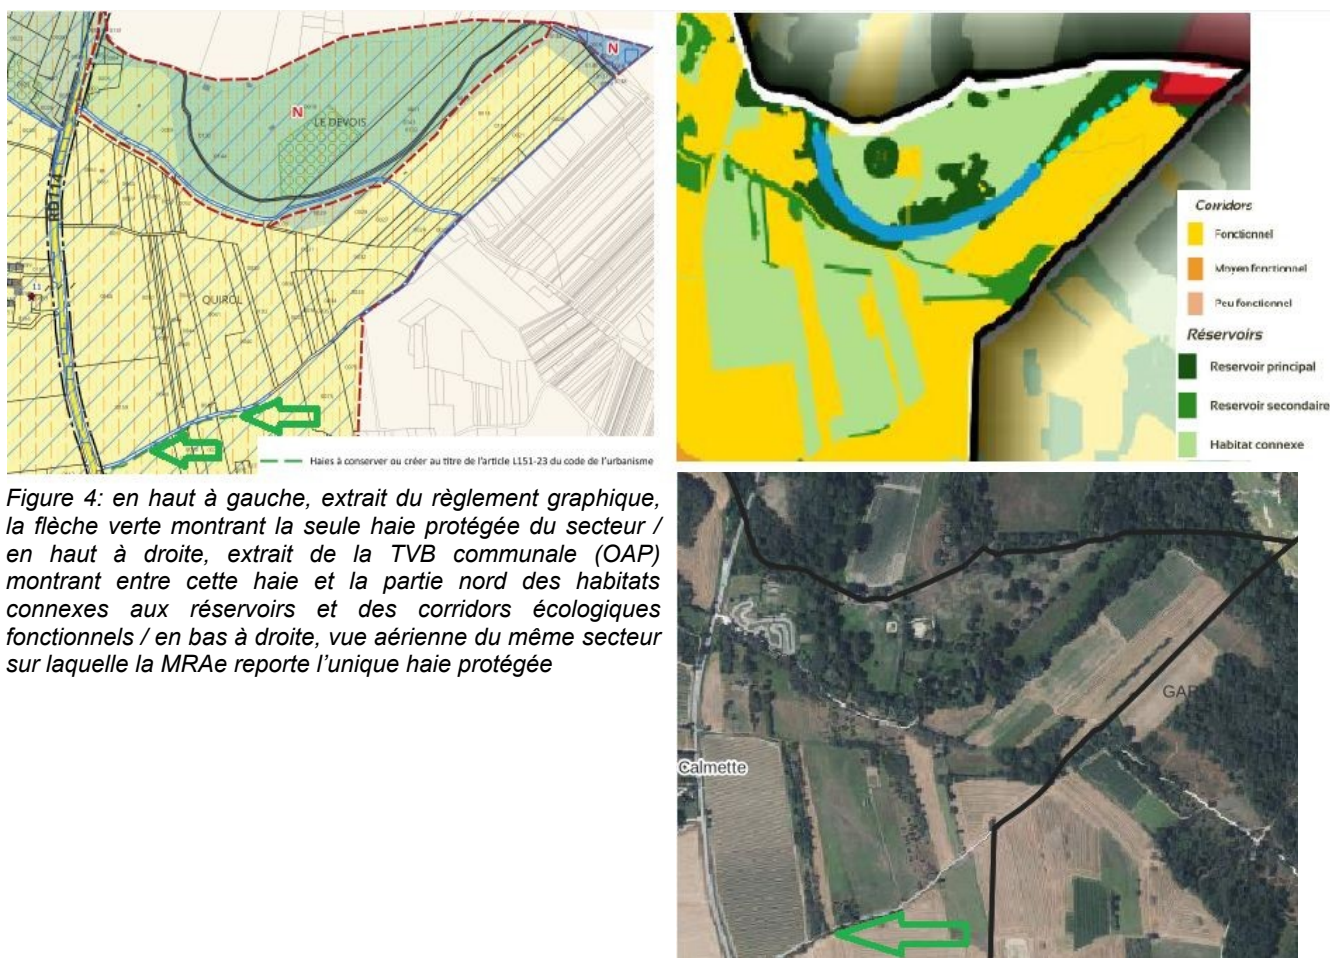 N
N
LE DEVOIS
RD 114
QUIROL
11
Haies à conserver ou créer au titre de l'article L151-23 du code de l'urbanisme
Corridors
Fonctionnel
Moyen fonctionnel
Peu fonctionnel
Réservoirs
Reservoir principal
Reservoir secondaire
Habitat connexe
Figure 4: en haut à gauche, extrait du règlement graphique,
la flèche verte montrant la seule haie protégée du secteur /
en haut à droite, extrait de la TVB communale (OAP)
montrant entre cette haie et la partie nord des habitats
connexes aux réservoirs et des corridors écologiques
fonctionnels / en bas à droite, vue aérienne du même secteur
sur laquelle la MRAe reporte l'unique haie protégée
Calmette